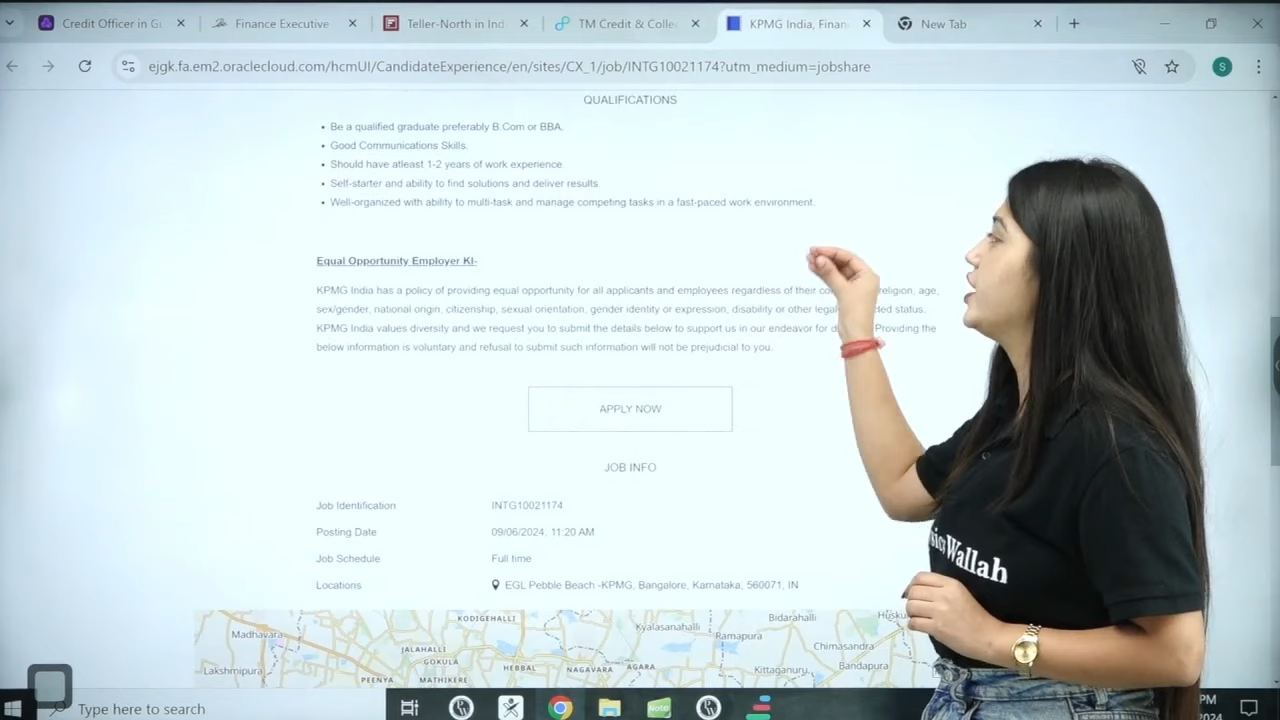 Credit Officer in Gu
Finance Executive
Teller-North in Ind
TM Credit & Collec
KPMG India, Finan
New Tab
ejgk.fa.em2.oraclecloud.com/hcmUI/CandidateExperience/en/sites/CX_1/job/INTG10021174?utm_medium=jobshare
S
QUALIFICATIONS
• Be a qualified graduate preferably B.Com or BBA.
• Good Communications Skills.
• Should have atleast 1-2 years of work experience.
• Self-starter and ability to find solutions and deliver results.
• Well-organized with ability to multi-task and manage competing tasks in a fast-paced work environment.
Equal Opportunity Employer KI-
KPMG India has a policy of providing equal opportunity for all applicants and employees regardless of their religion, age,
sex/gender, national origin, citizenship, sexual orientation, gender identity or expression, disability or other status.
KPMG India values diversity and we request you to submit the details below to support us in our endeavor for Providing the
below information is voluntary and refusal to submit such information will not be prejudicial to you.
APPLY NOW
JOB INFO
Job Identification INTG10021174
Posting Date 09/06/2024, 11:20 AM
Job Schedule Full time
Locations EGL Pebble Beach -KPMG, Bangalore, Karnataka, 560071, IN
Wallah
KODIGEHALLI
Bidarahalli
Madhavara
Kyalasanahalli
Ramapura
JALAHALLI
Chimasandra
GOKULA
Lakshmipura
HEBBAL
NAGAVARA
AGARA
Kittaganuru
Bandapura
PEENYA
MATHIKERE
Type here to search
Note
PM
2024